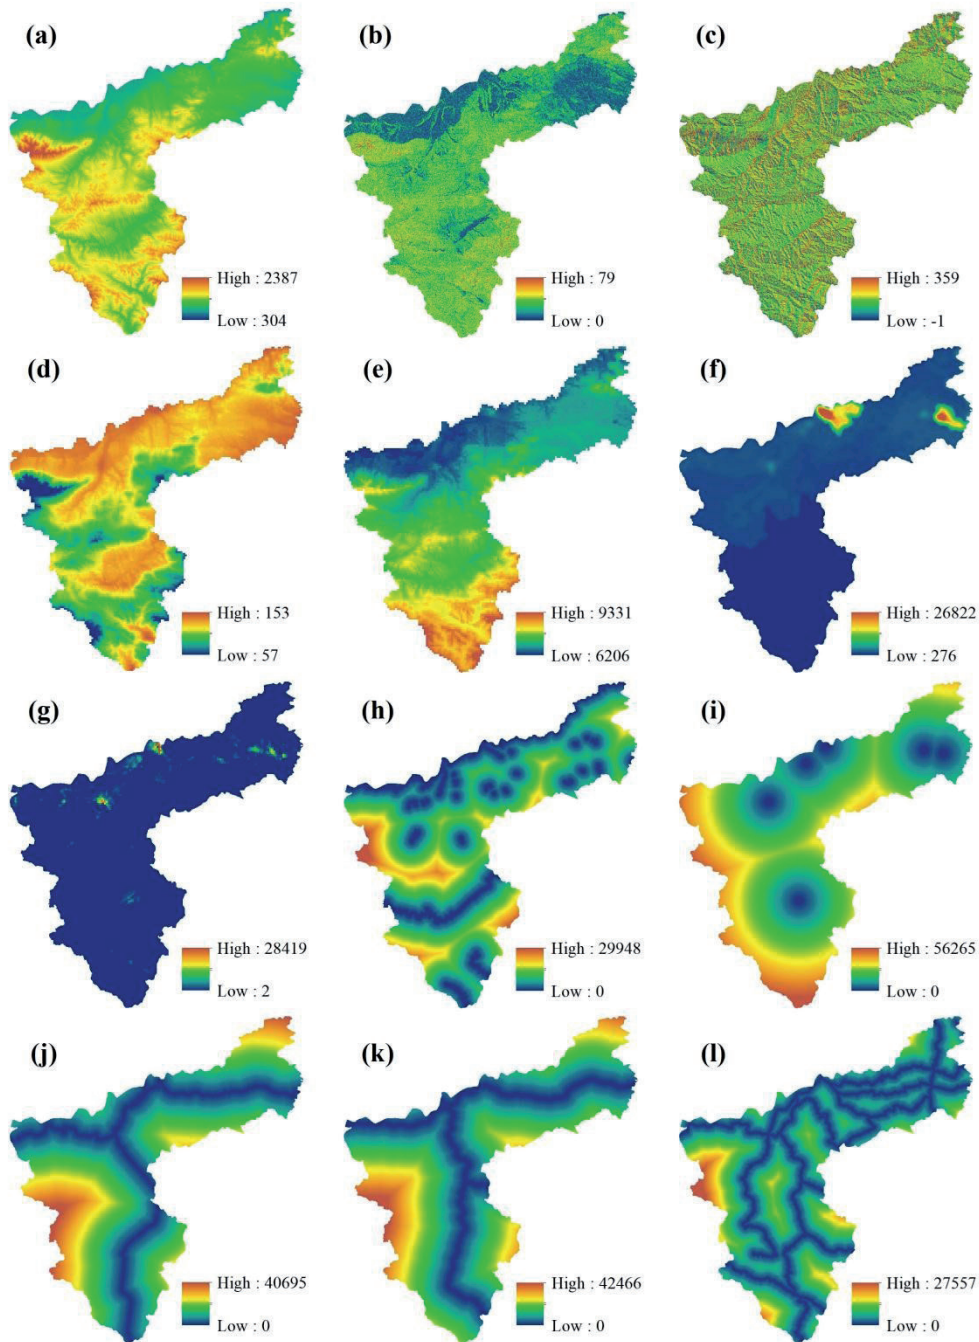 (a)
(b)
(c)
High : 2387
Low : 304
High : 79
Low : 0
High : 359
Low : -1
(d)
(e)
(f)
High : 153
Low : 57
High : 9331
Low : 6206
High : 26822
Low : 276
(g)
(h)
(i)
High : 28419
Low : 2
High : 29948
Low : 0
High : 56265
Low : 0
(j)
(k)
(l)
High : 40695
Low : 0
High : 42466
Low : 0
High : 27557
Low : 0